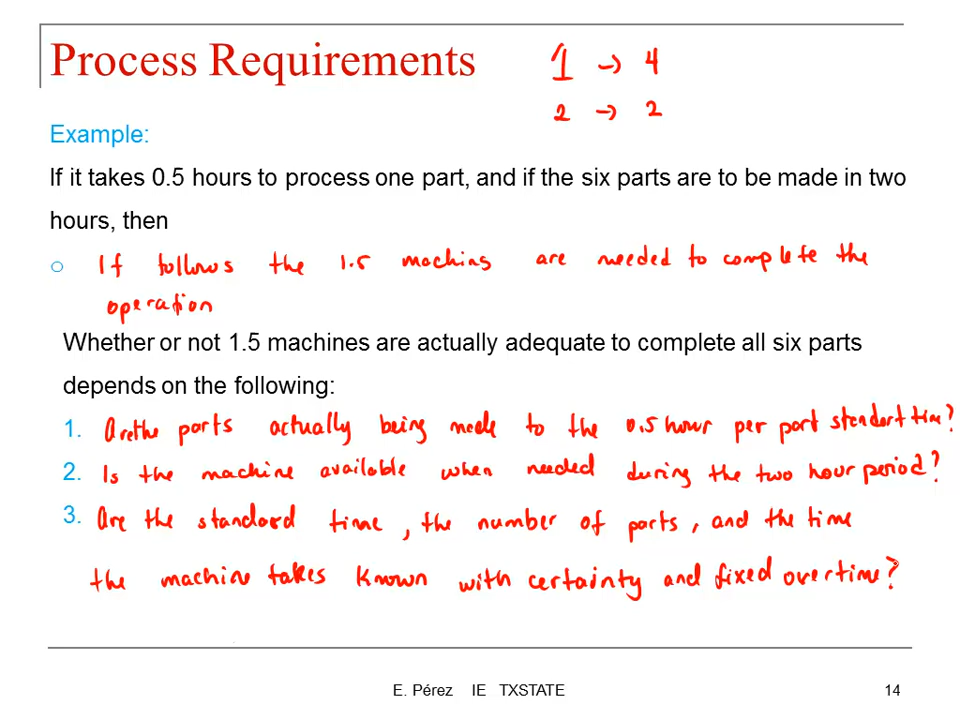 Process Requirements
1 → 4
2 → 2
Example:
If it takes 0.5 hours to process one part, and if the six parts are to be made in two
hours, then
If follows the 1.5 machins are needed to complete the
operation
Whether or not 1.5 machines are actually adequate to complete all six parts
depends on the following:
1. Are the parts actually being made to the 0.5 hour per part standart time?
2. Is the machine available when needed during the two hour period?
3. Are the standard time, the number of parts, and the time
the machine takes known with certainty and fixed over time?
E. Pérez IE TXSTATE 14